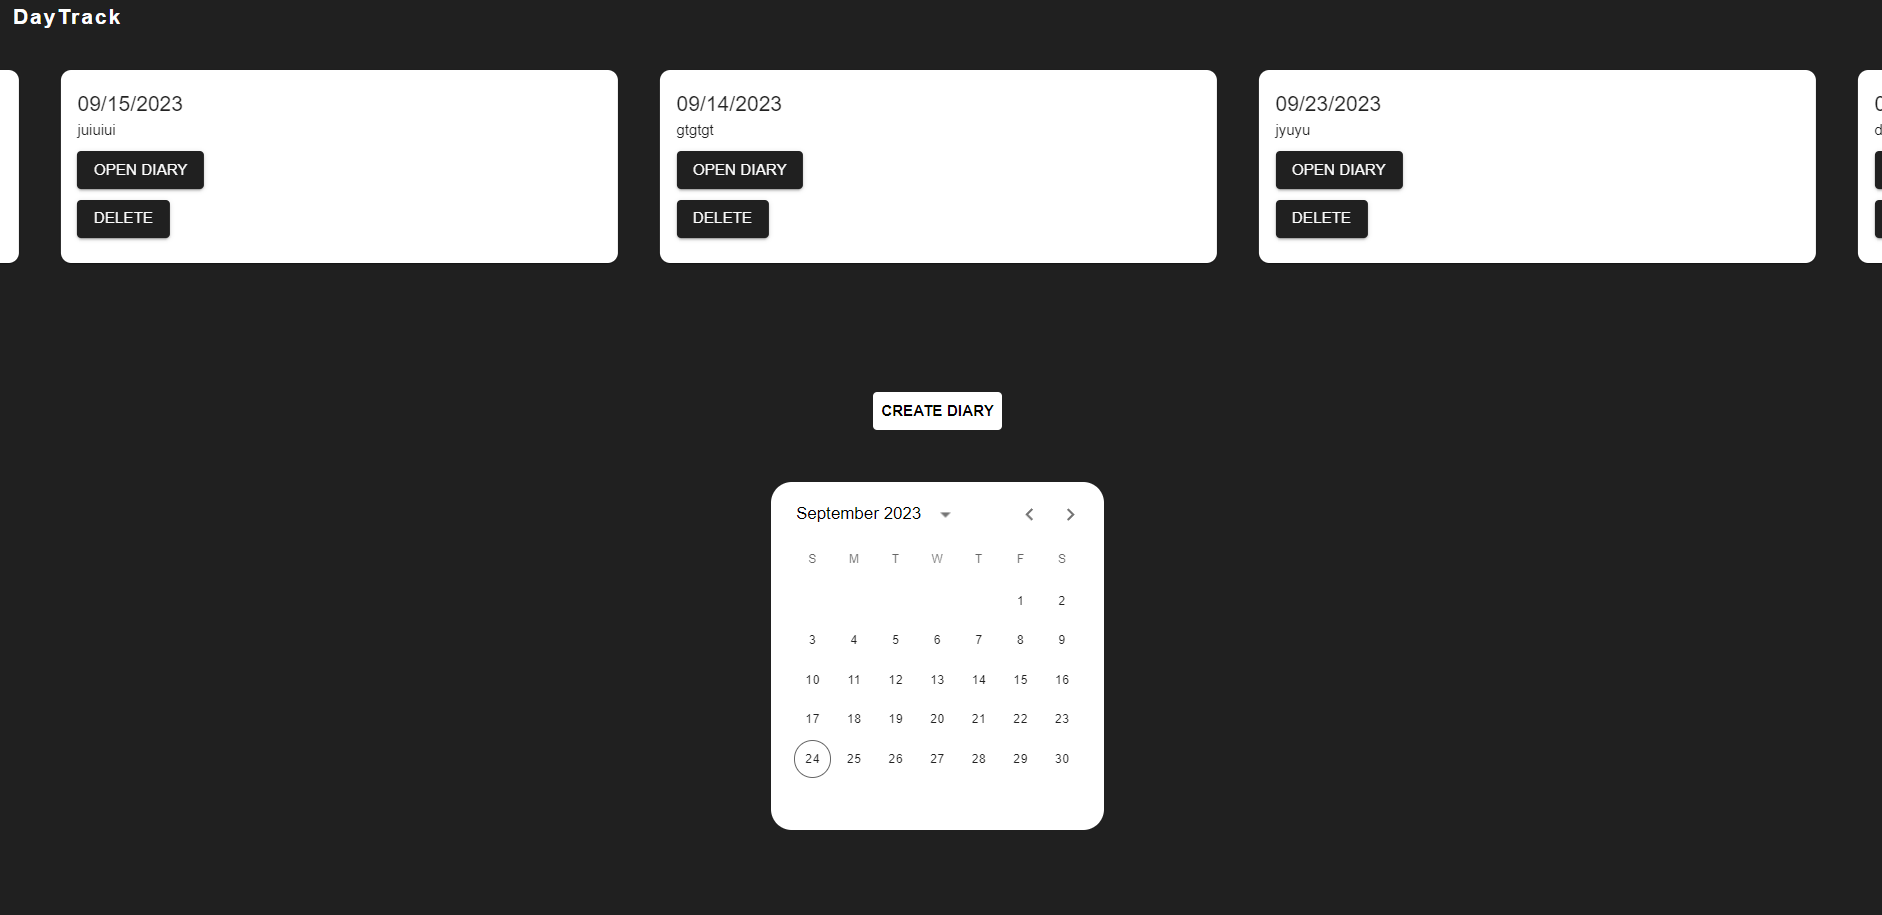 DayTrack
09/15/2023
juiuiui
OPEN DIARY
DELETE
09/14/2023
gtgtgt
OPEN DIARY
DELETE
09/23/2023
jyuyu
OPEN DIARY
DELETE
CREATE DIARY
September 2023
S M T W T F S
1 2
3 4 5 6 7 8 9
10 11 12 13 14 15 16
17 18 19 20 21 22 23
24 25 26 27 28 29 30